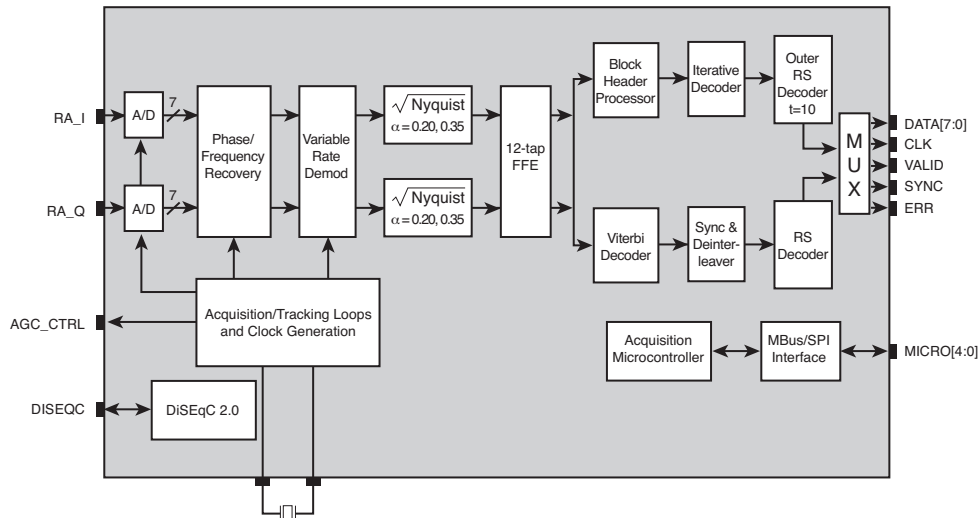 RA_I
RA_Q
AGC_CTRL
DISEQC
A/D
7
A/D
7
Phase/
Frequency
Recovery
Variable
Rate
Demod
√Nyquist
α = 0.20, 0.35
√Nyquist
α = 0.20, 0.35
12-tap
FFE
Block
Header
Processor
Iterative
Decoder
Outer
RS
Decoder
t=10
Viterbi
Decoder
Sync &
Deinter-
leaver
RS
Decoder
M
U
X
DATA[7:0]
CLK
VALID
SYNC
ERR
Acquisition/Tracking Loops
and Clock Generation
DiSEqC 2.0
Acquisition
Microcontroller
MBus/SPI
Interface
MICRO[4:0]